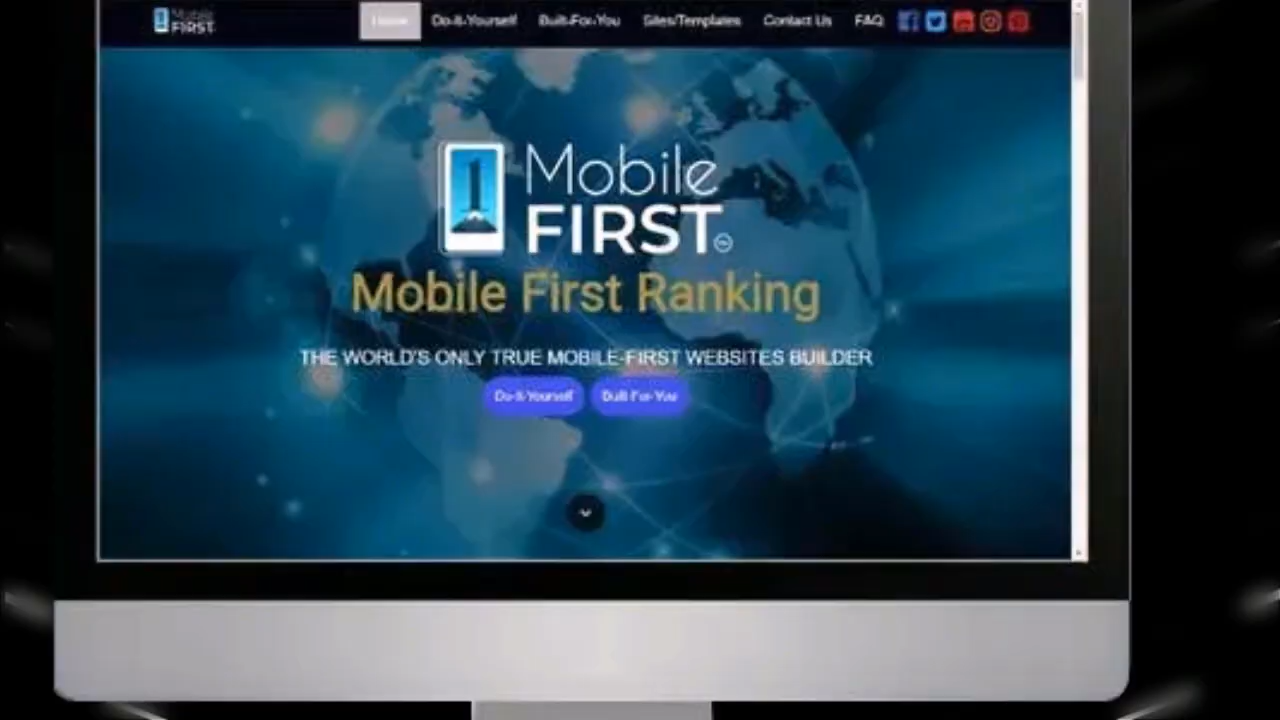 Mobile
FIRST
Home Do-It-Yourself Built-For-You Sites/Templates Contact Us FAQ
Mobile
FIRST
Mobile First Ranking
THE WORLD'S ONLY TRUE MOBILE-FIRST WEBSITES BUILDER
Do-It-Yourself Built-For-You